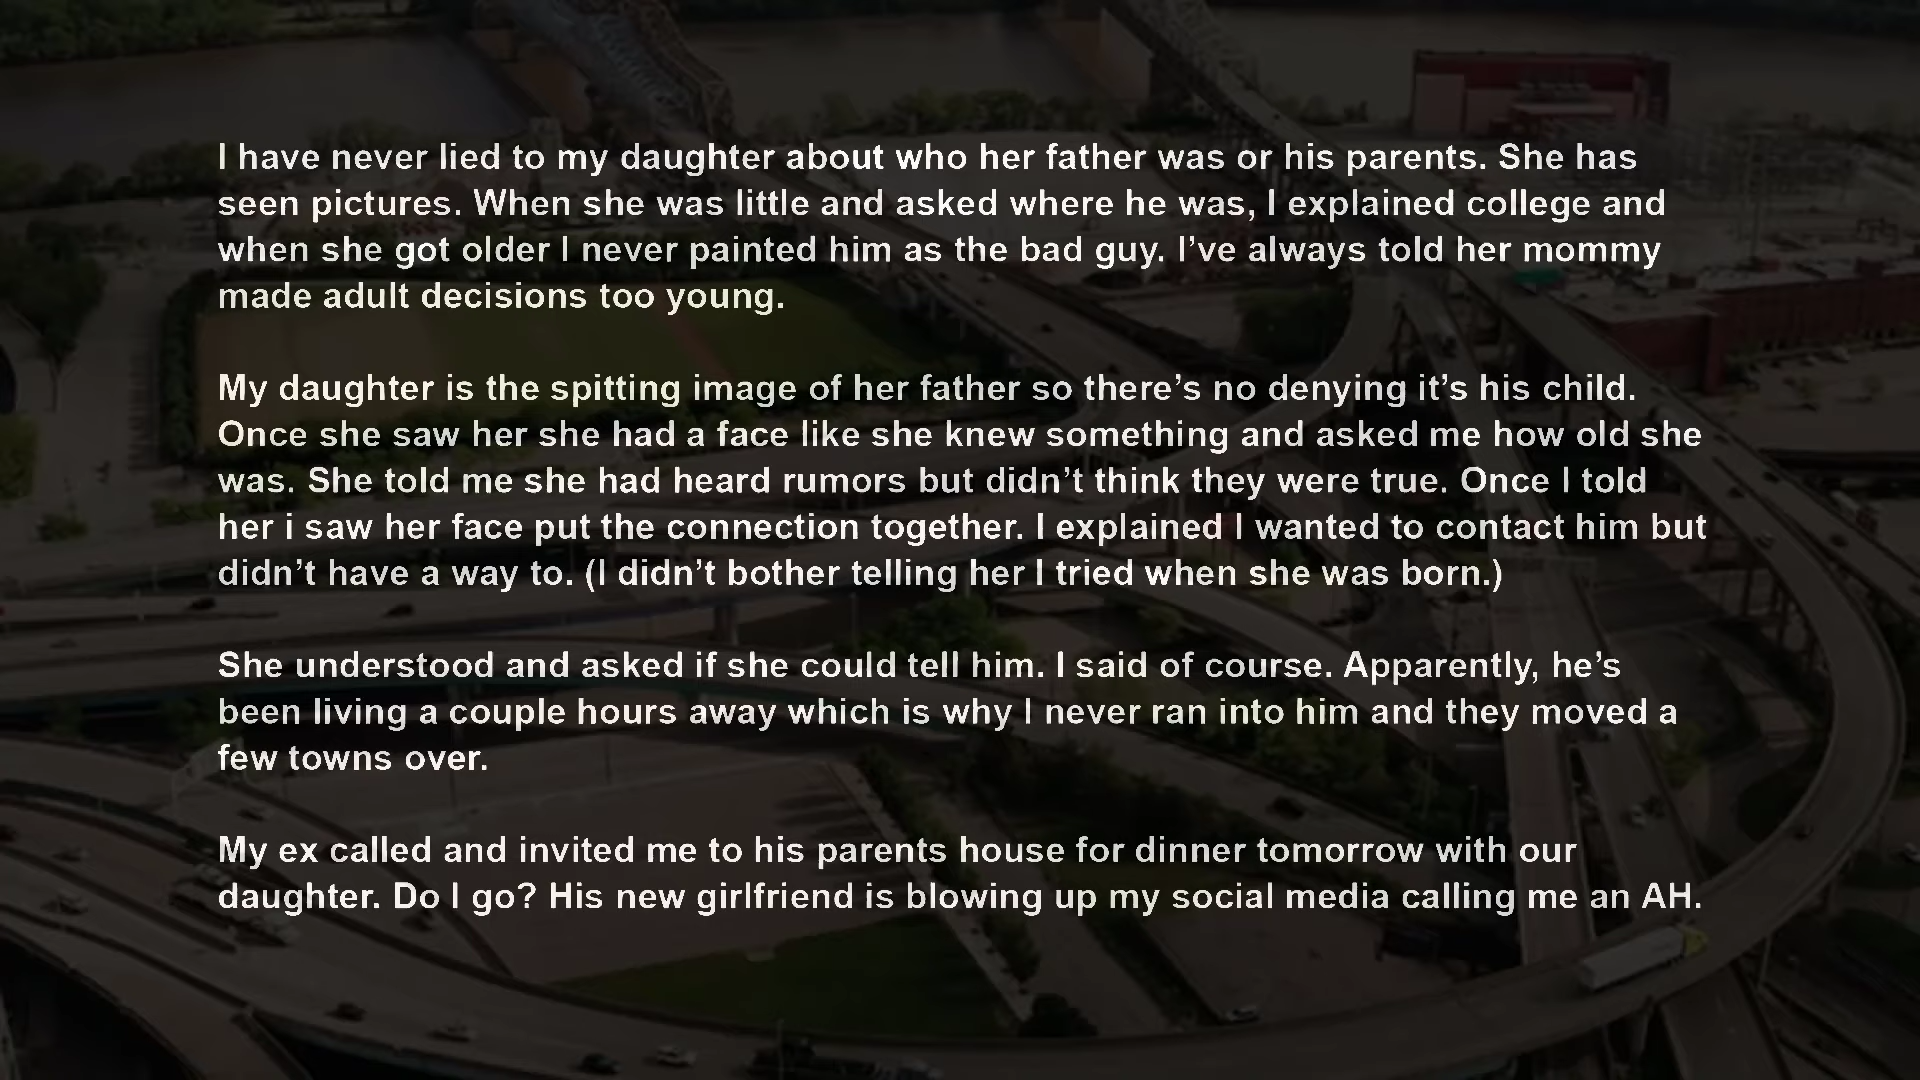 I have never lied to my daughter about who her father was or his parents. She has
seen pictures. When she was little and asked where he was, I explained college and
when she got older I never painted him as the bad guy. I’ve always told her mommy
made adult decisions too young.
My daughter is the spitting image of her father so there’s no denying it’s his child.
Once she saw her she had a face like she knew something and asked me how old she
was. She told me she had heard rumors but didn’t think they were true. Once I told
her i saw her face put the connection together. I explained I wanted to contact him but
didn’t have a way to. (I didn’t bother telling her I tried when she was born.)
She understood and asked if she could tell him. I said of course. Apparently, he’s
been living a couple hours away which is why I never ran into him and they moved a
few towns over.
My ex called and invited me to his parents house for dinner tomorrow with our
daughter. Do I go? His new girlfriend is blowing up my social media calling me an AH.